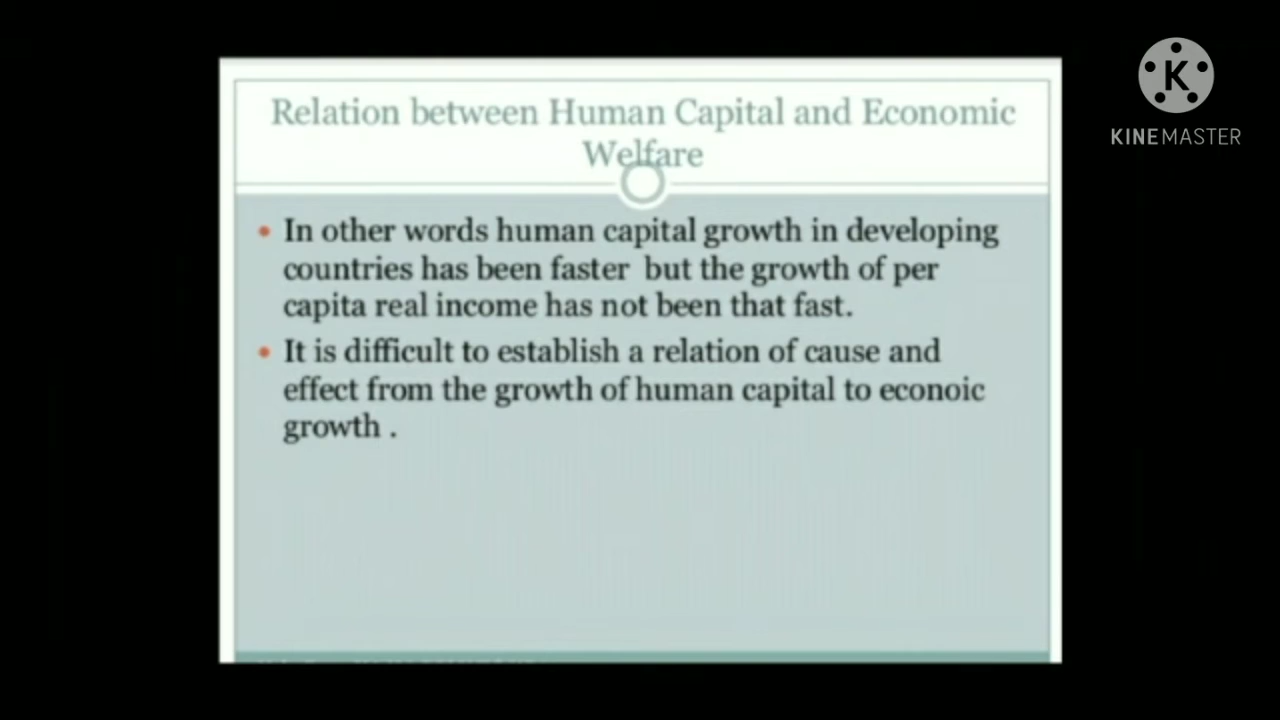 Relation between Human Capital and Economic
Welfare
K
KINEMASTER
• In other words human capital growth in developing
countries has been faster but the growth of per
capita real income has not been that fast.
• It is difficult to establish a relation of cause and
effect from the growth of human capital to econoic
growth .